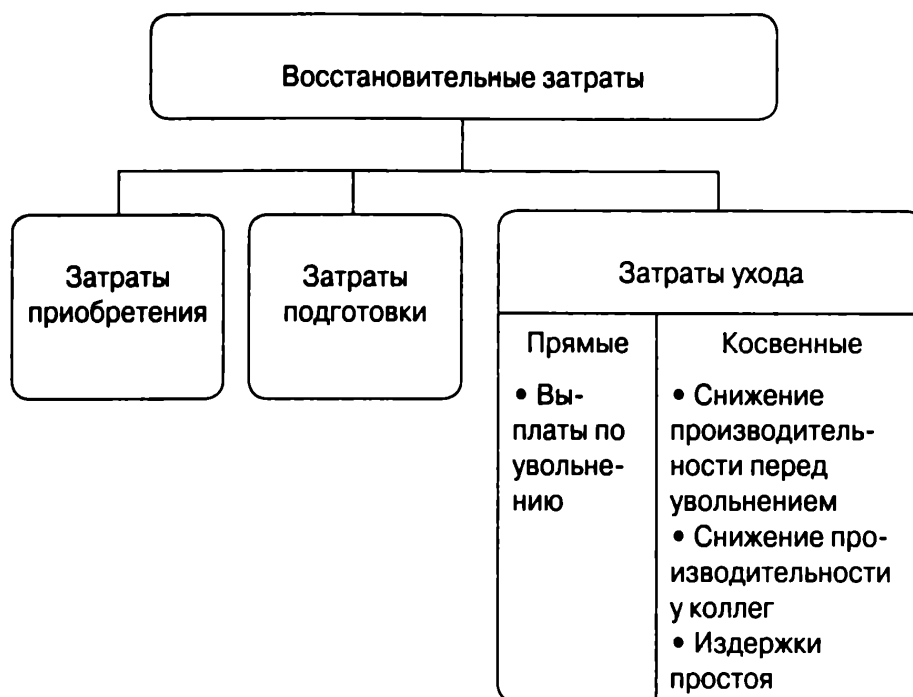 Восстановительные затраты
Затраты
приобретения
Затраты
подготовки
Затраты ухода
Прямые
• Вы-
платы по
увольне-
нию
Косвенные
• Снижение
производитель-
ности перед
увольнением
• Снижение про-
изводительности
у коллег
• Издержки
простоя